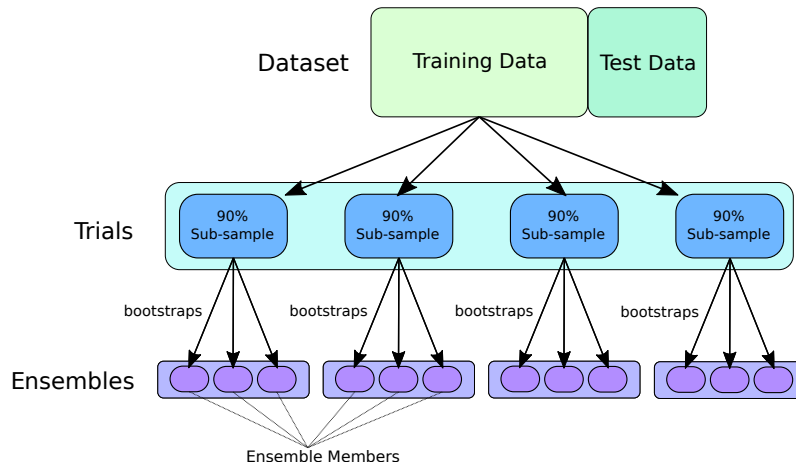 Dataset
Training Data
Test Data
Trials
90%
Sub-sample
90%
Sub-sample
90%
Sub-sample
90%
Sub-sample
bootstraps
bootstraps
bootstraps
bootstraps
Ensembles
Ensemble Members